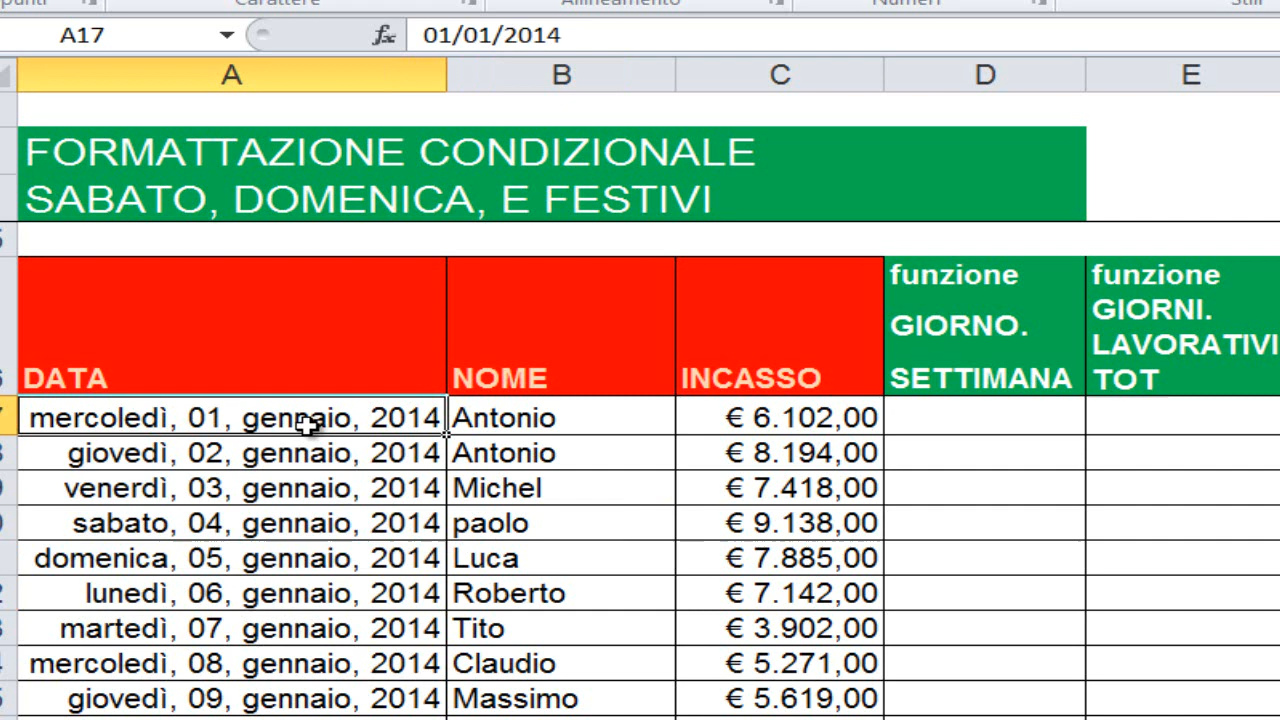 A17 fx 01/01/2014
A B C D E
FORMATTAZIONE CONDIZIONALE
SABATO, DOMENICA, E FESTIVI
DATA NOME INCASSO funzione GIORNO. SETTIMANA funzione GIORNI. LAVORATIVI TOT
mercoledì, 01, gennaio, 2014 Antonio € 6.102,00
giovedì, 02, gennaio, 2014 Antonio € 8.194,00
venerdì, 03, gennaio, 2014 Michel € 7.418,00
sabato, 04, gennaio, 2014 paolo € 9.138,00
domenica, 05, gennaio, 2014 Luca € 7.885,00
lunedì, 06, gennaio, 2014 Roberto € 7.142,00
martedì, 07, gennaio, 2014 Tito € 3.902,00
mercoledì, 08, gennaio, 2014 Claudio € 5.271,00
giovedì, 09, gennaio, 2014 Massimo € 5.619,00